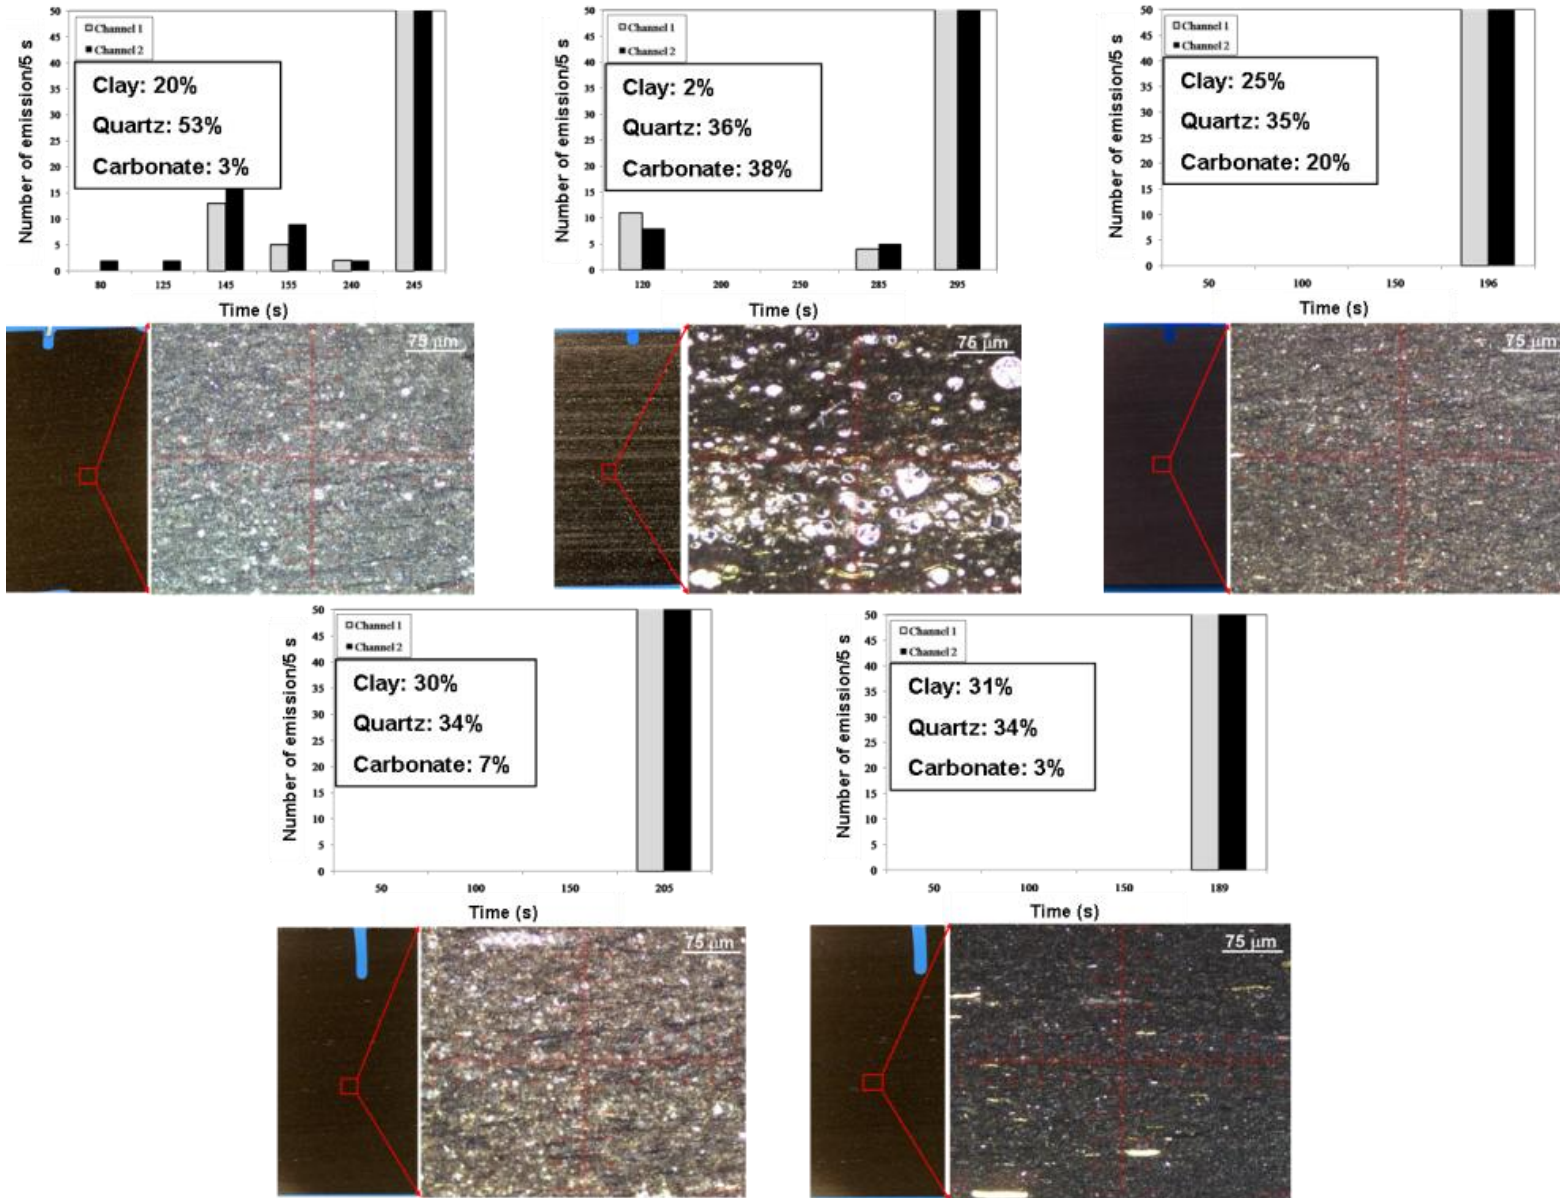 Number of emission/5 s
50
45
40
35
30
25
20
15
10
5
0
Channel 1
Channel 2
Clay: 20%
Quartz: 53%
Carbonate: 3%
80 125 145 155 240 245
Time (s)
75 μm
Number of emission/5 s
50
45
40
35
30
25
20
15
10
5
0
Channel 1
Channel 2
Clay: 2%
Quartz: 36%
Carbonate: 38%
120 200 250 285 295
Time (s)
75 μm
Number of emission/5 s
50
45
40
35
30
25
20
15
10
5
0
Channel 1
Channel 2
Clay: 25%
Quartz: 35%
Carbonate: 20%
50 100 150 196
Time (s)
75 μm
Number of emission/5 s
50
45
40
35
30
25
20
15
10
5
0
Channel 1
Channel 2
Clay: 30%
Quartz: 34%
Carbonate: 7%
50 100 150 205
Time (s)
75 μm
Number of emission/5 s
50
45
40
35
30
25
20
15
10
5
0
Channel 1
Channel 2
Clay: 31%
Quartz: 34%
Carbonate: 3%
50 100 150 189
Time (s)
75 μm